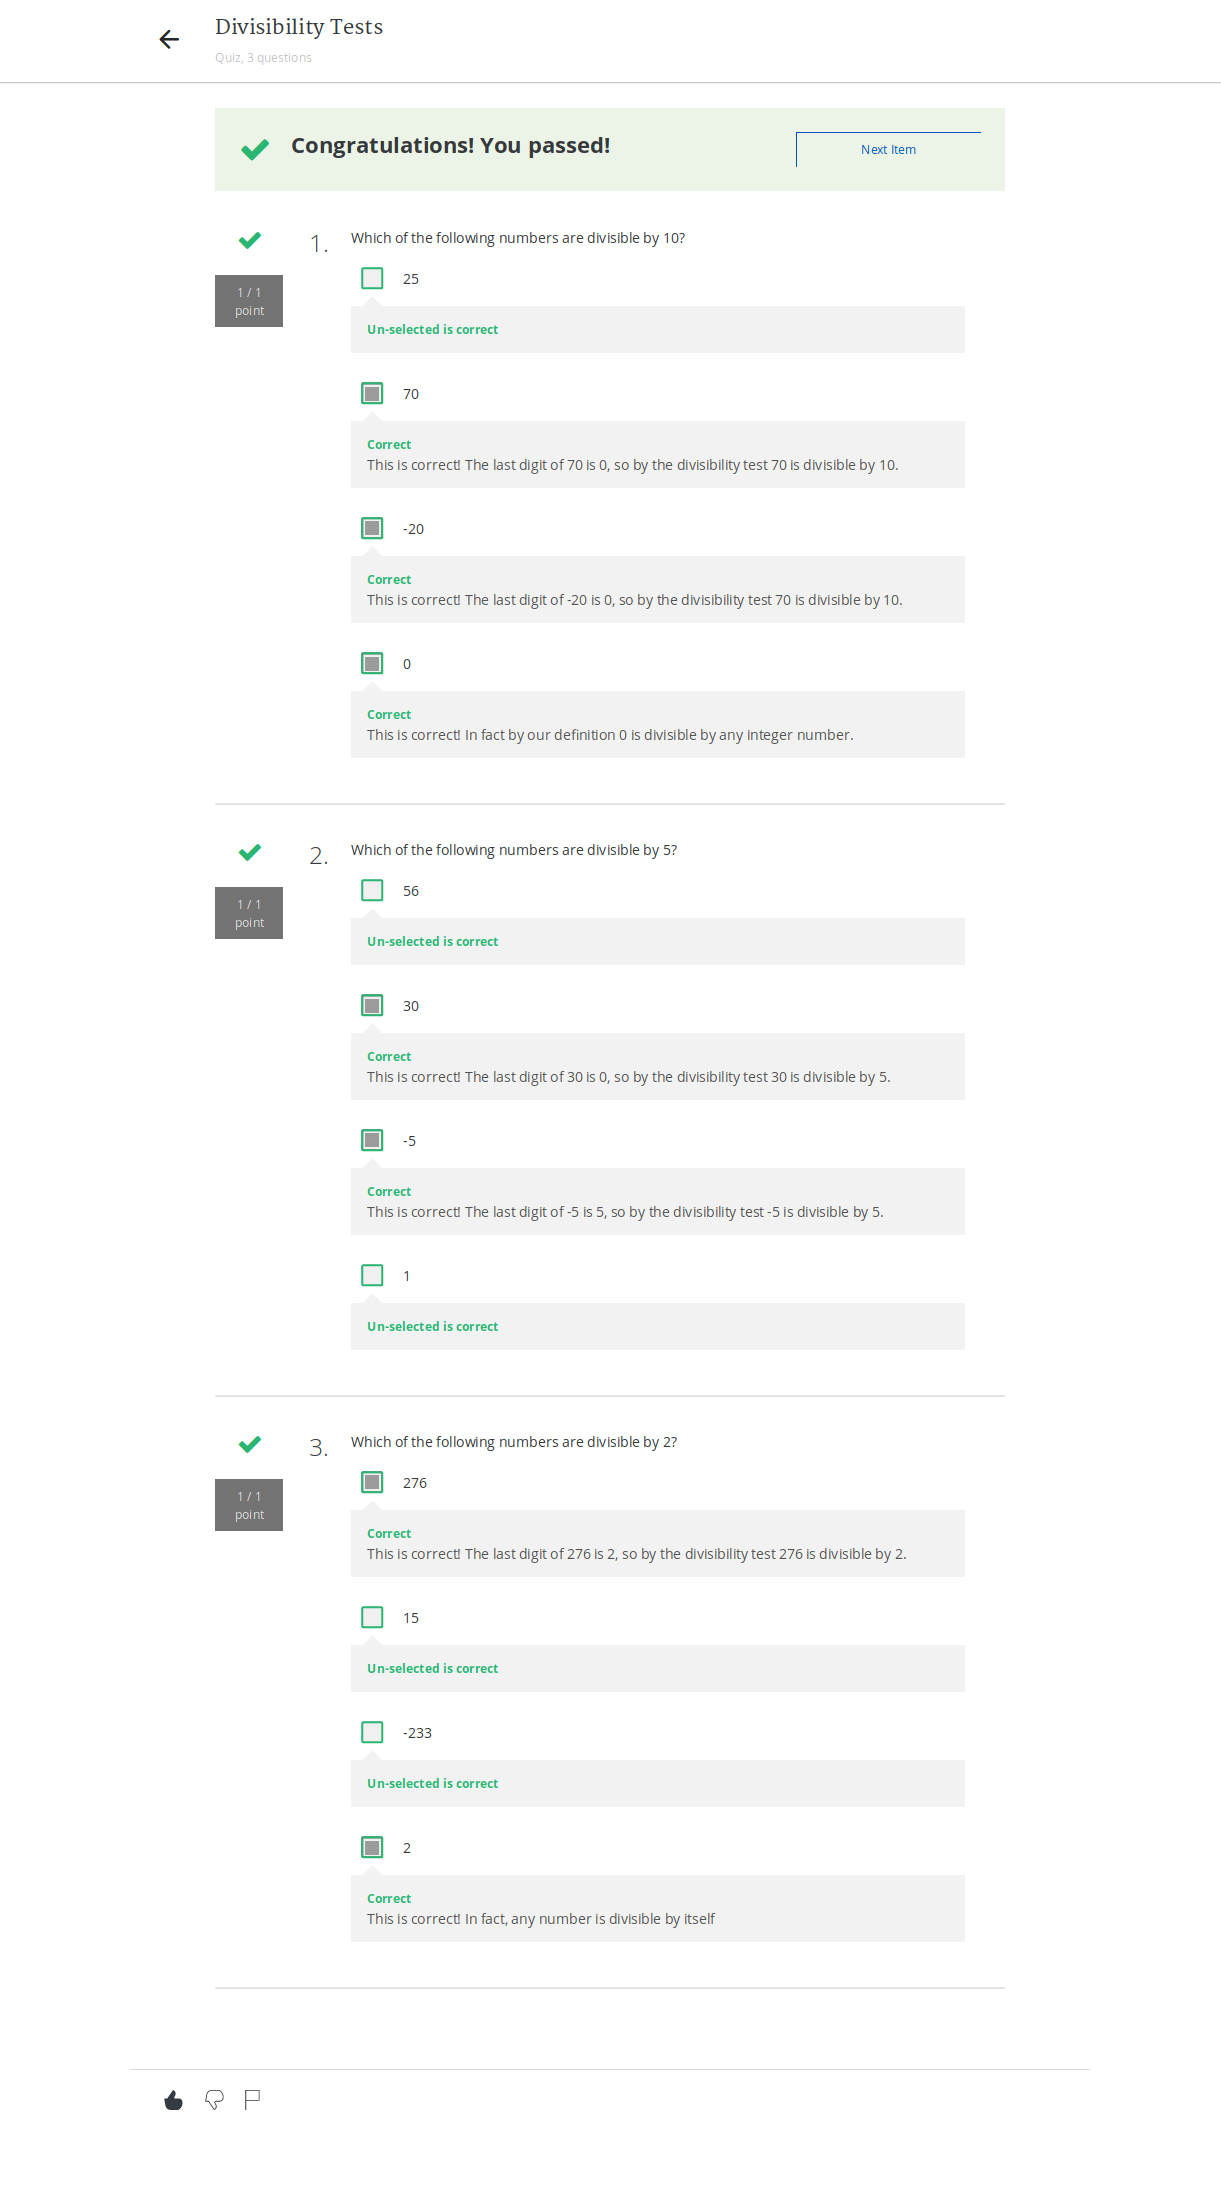 Divisibility Tests
Quiz, 3 questions
Congratulations! You passed!
Next Item
1 / 1
point
1.
Which of the following numbers are divisible by 10?
25
Un-selected is correct
70
Correct
This is correct! The last digit of 70 is 0, so by the divisibility test 70 is divisible by 10.
-20
Correct
This is correct! The last digit of -20 is 0, so by the divisibility test 70 is divisible by 10.
0
Correct
This is correct! In fact by our definition 0 is divisible by any integer number.
1 / 1
point
2.
Which of the following numbers are divisible by 5?
56
Un-selected is correct
30
Correct
This is correct! The last digit of 30 is 0, so by the divisibility test 30 is divisible by 5.
-5
Correct
This is correct! The last digit of -5 is 5, so by the divisibility test -5 is divisible by 5.
1
Un-selected is correct
1 / 1
point
3.
Which of the following numbers are divisible by 2?
276
Correct
This is correct! The last digit of 276 is 2, so by the divisibility test 276 is divisible by 2.
15
Un-selected is correct
-233
Un-selected is correct
2
Correct
This is correct! In fact, any number is divisible by itself